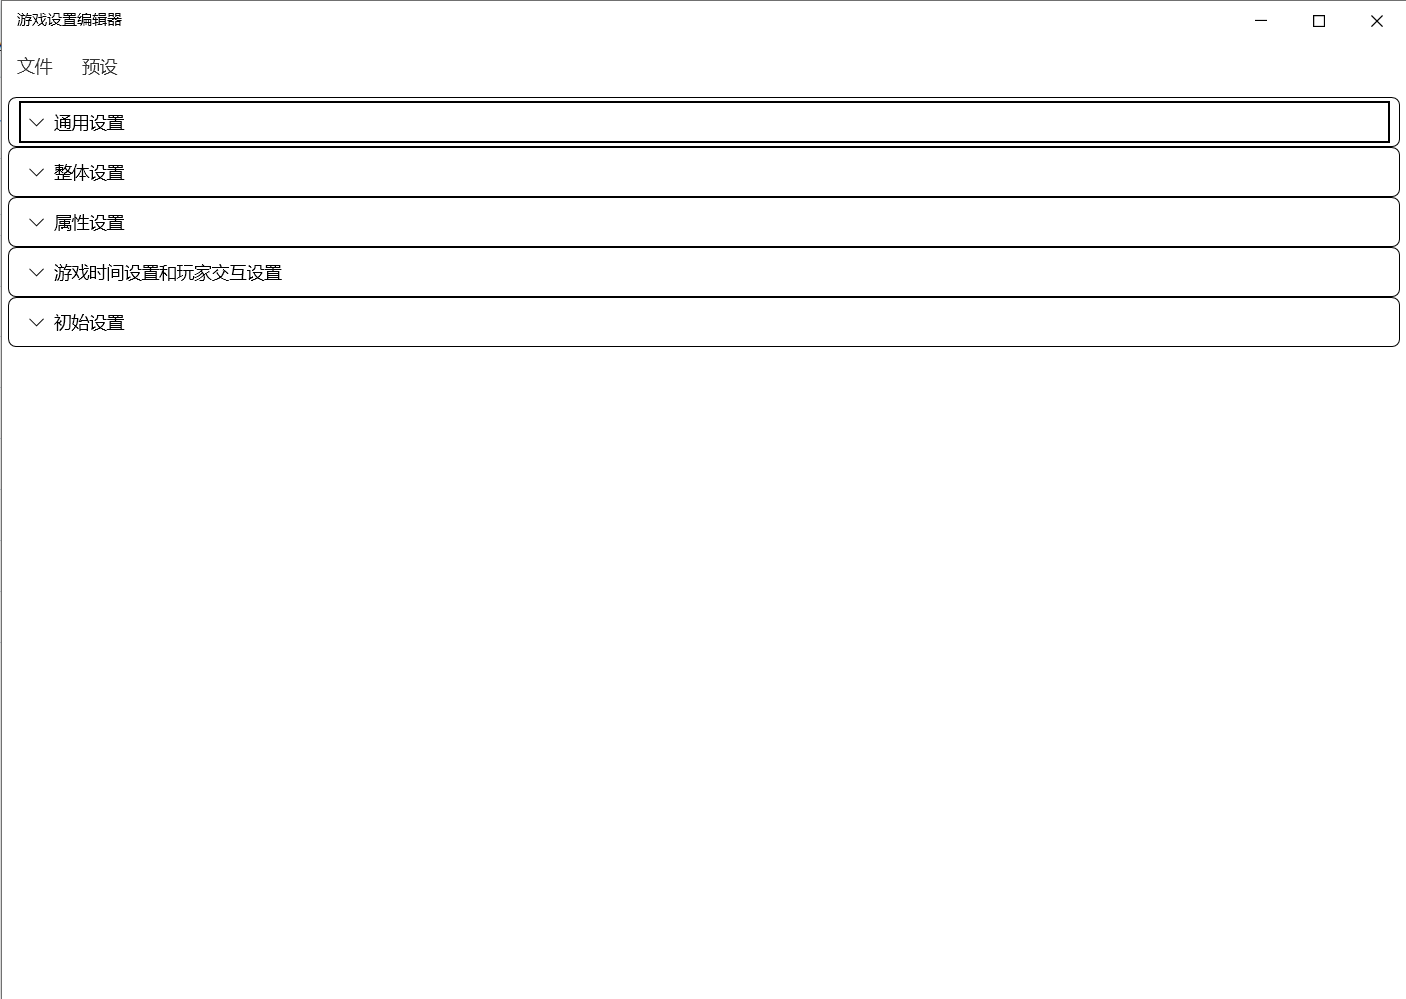 游戏设置编辑器
文件 预设
通用设置
整体设置
属性设置
游戏时间设置和玩家交互设置
初始设置